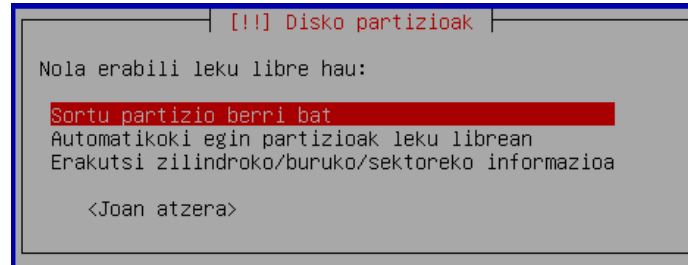 [!!] Disko partizioak
Nola erabili leku libre hau:
Sortu partizio berri bat
Automatikoki egin partizioak leku librean
Erakutsi zilindroko/buruko/sektoreko informazioa
<Joan atzera>